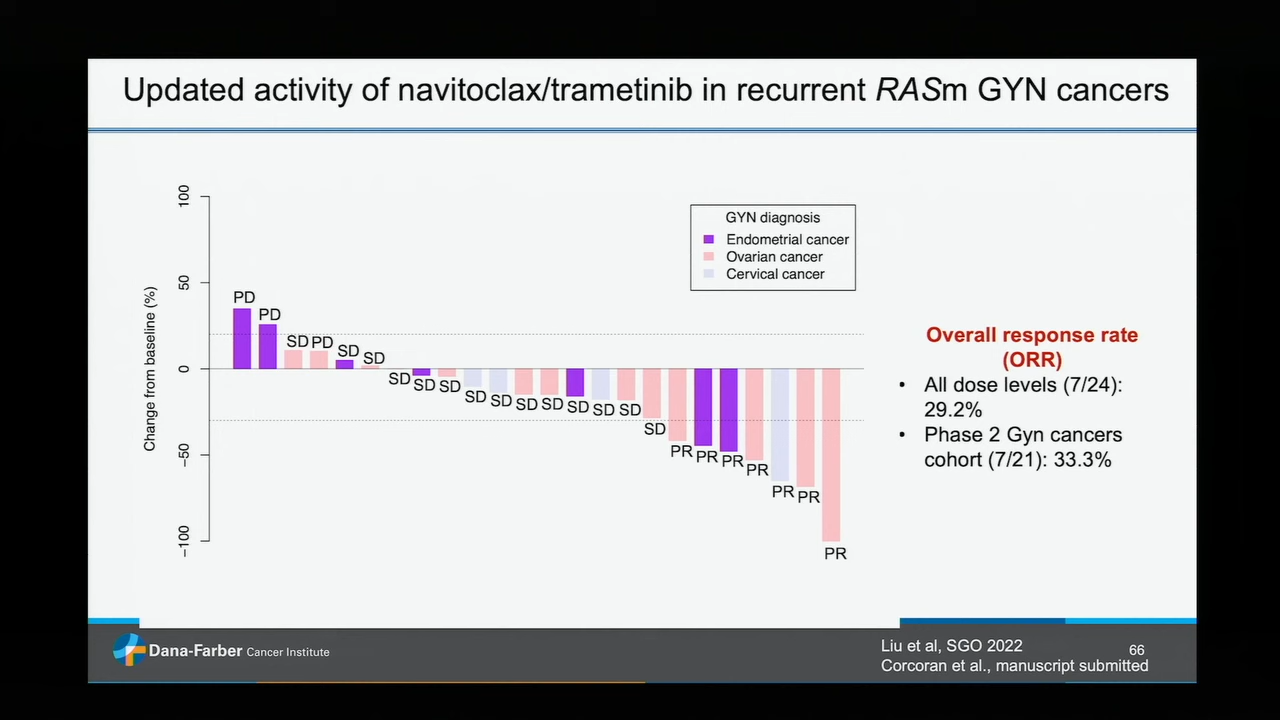 Updated activity of navitoclax/trametinib in recurrent RASm GYN cancers
Change from baseline (%)
100
50
0
−50
−100
PD
PD
SD
PD
SD
SD
SD
SD
SD
SD
SD
SD
SD
SD
SD
SD
SD
PR
PR
PR
PR
PR
PR
PR
GYN diagnosis
Endometrial cancer
Ovarian cancer
Cervical cancer
Overall response rate
(ORR)
• All dose levels (7/24):
29.2%
• Phase 2 Gyn cancers
cohort (7/21): 33.3%
Dana-Farber Cancer Institute
Liu et al, SGO 2022
Corcoran et al., manuscript submitted
66